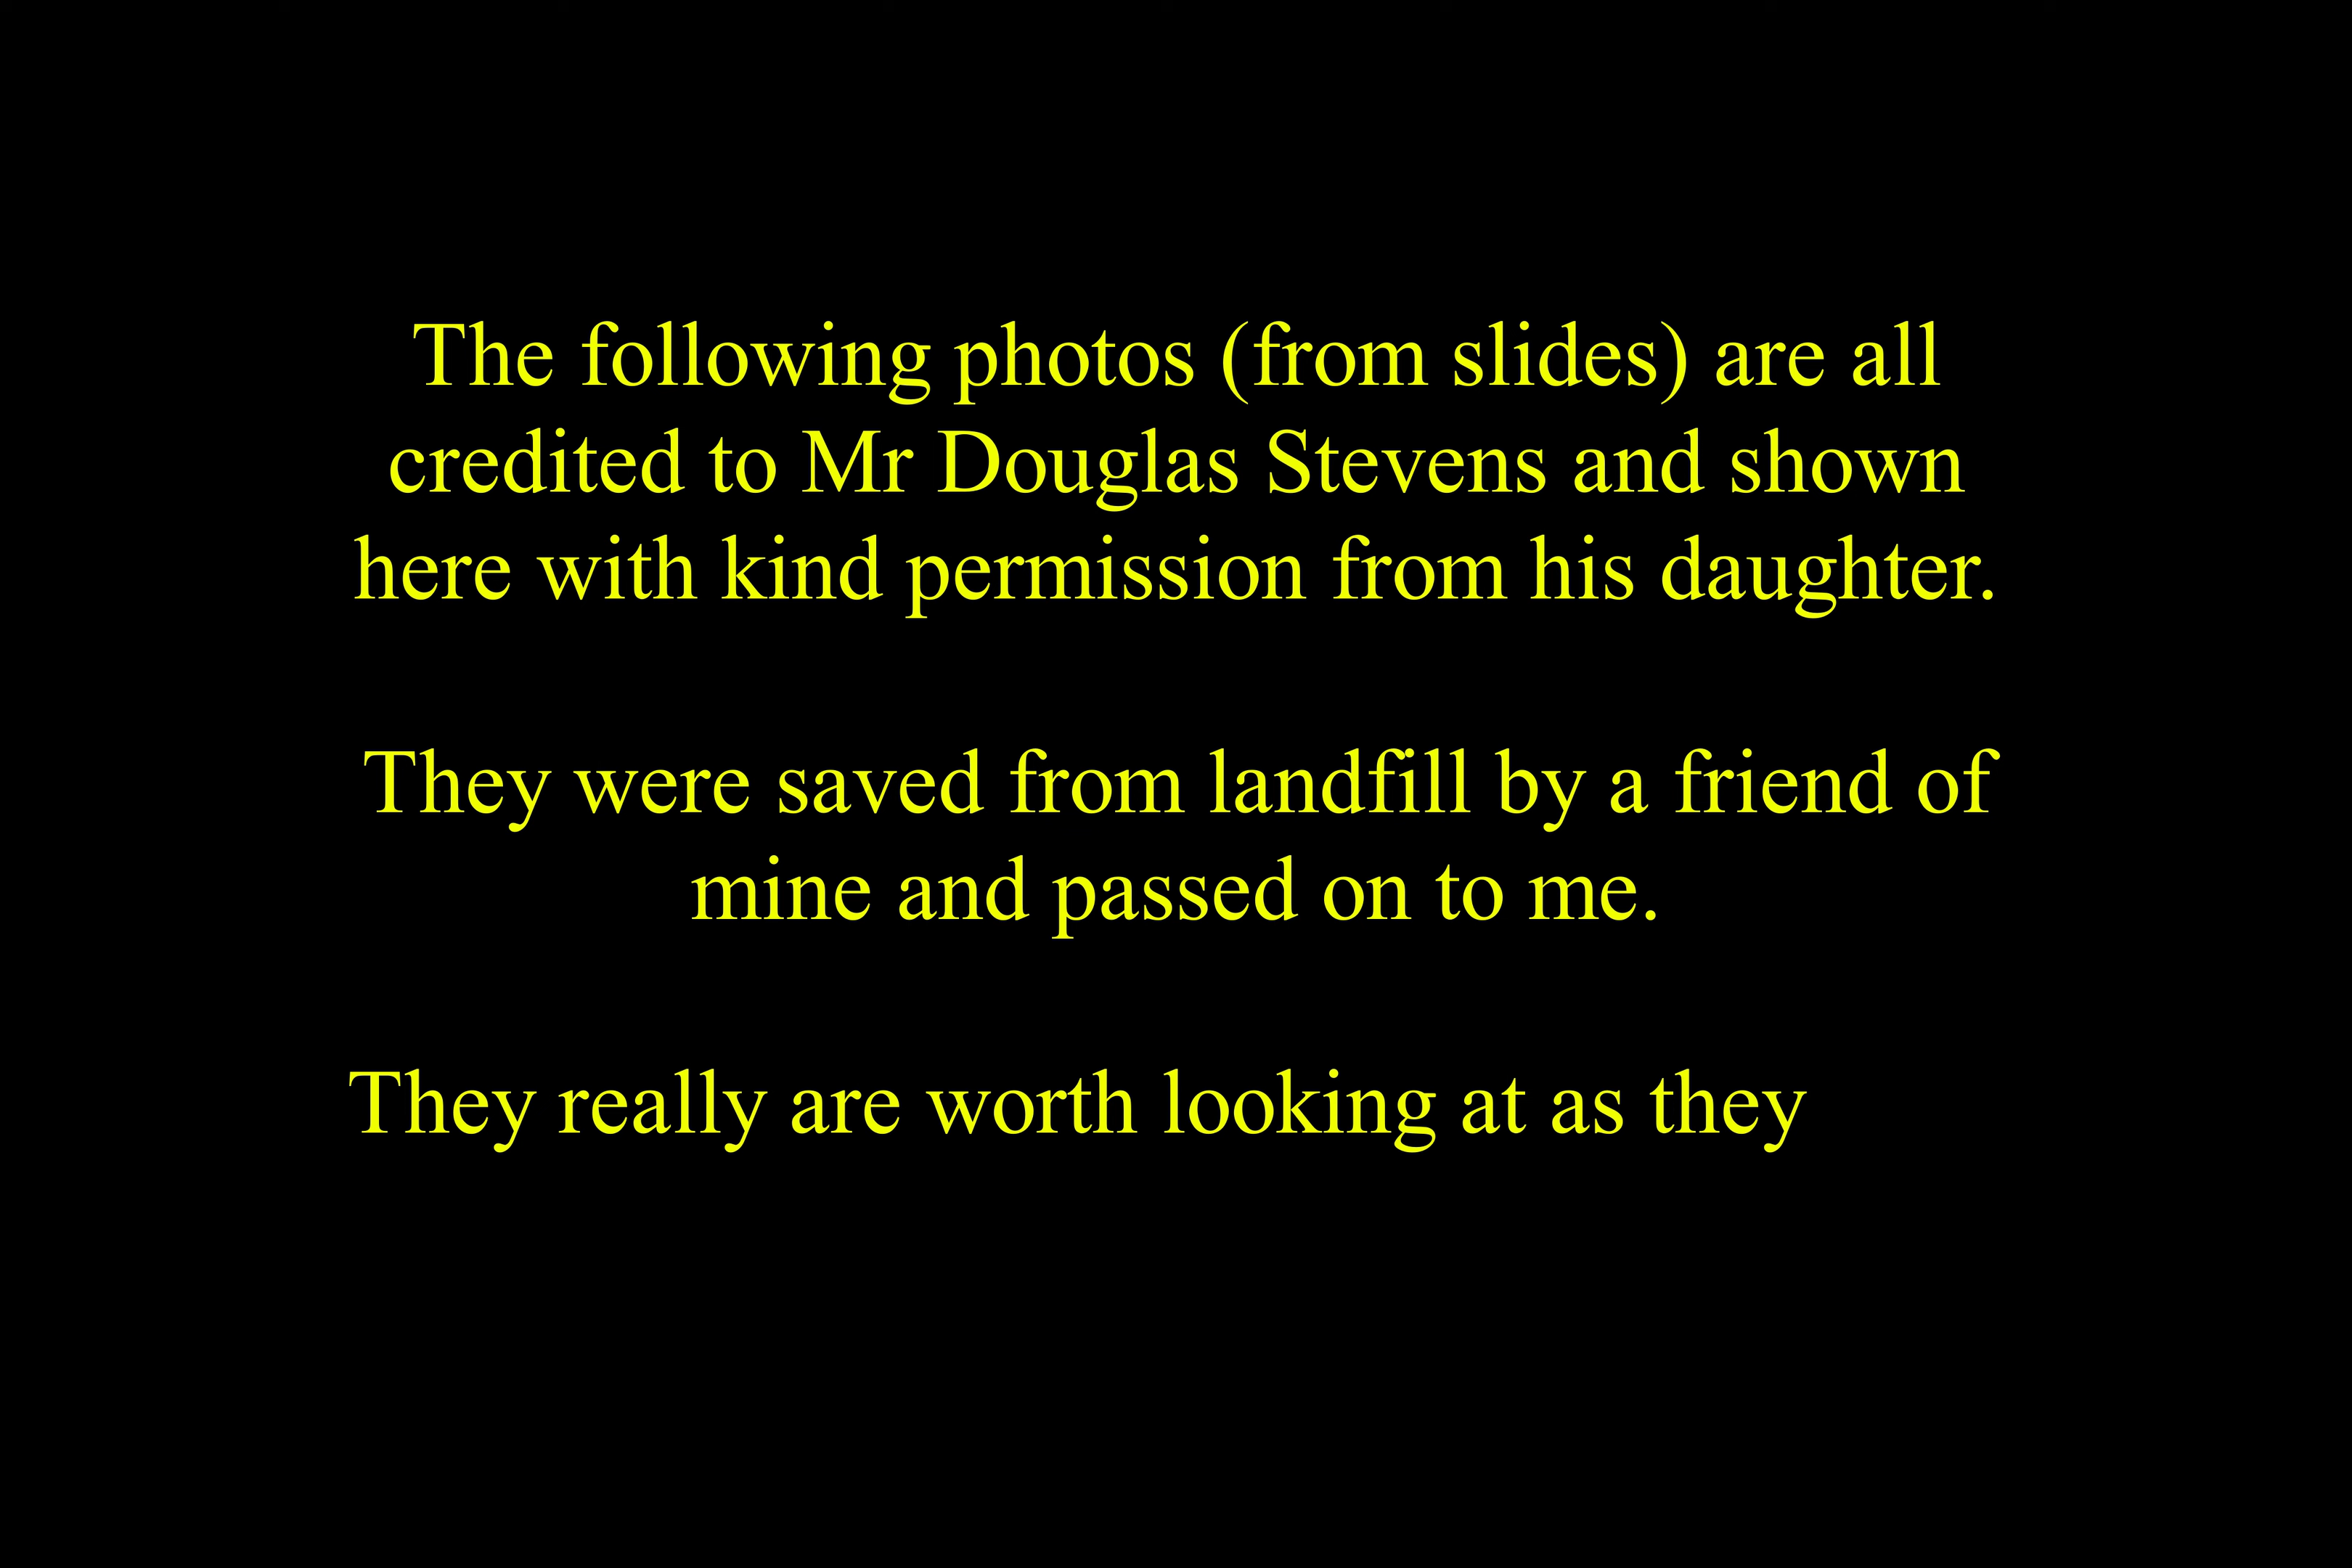 The following photos (from slides) are all
credited to Mr Douglas Stevens and shown
here with kind permission from his daughter.
They were saved from landfill by a friend of
mine and passed on to me.
They really are worth looking at as they